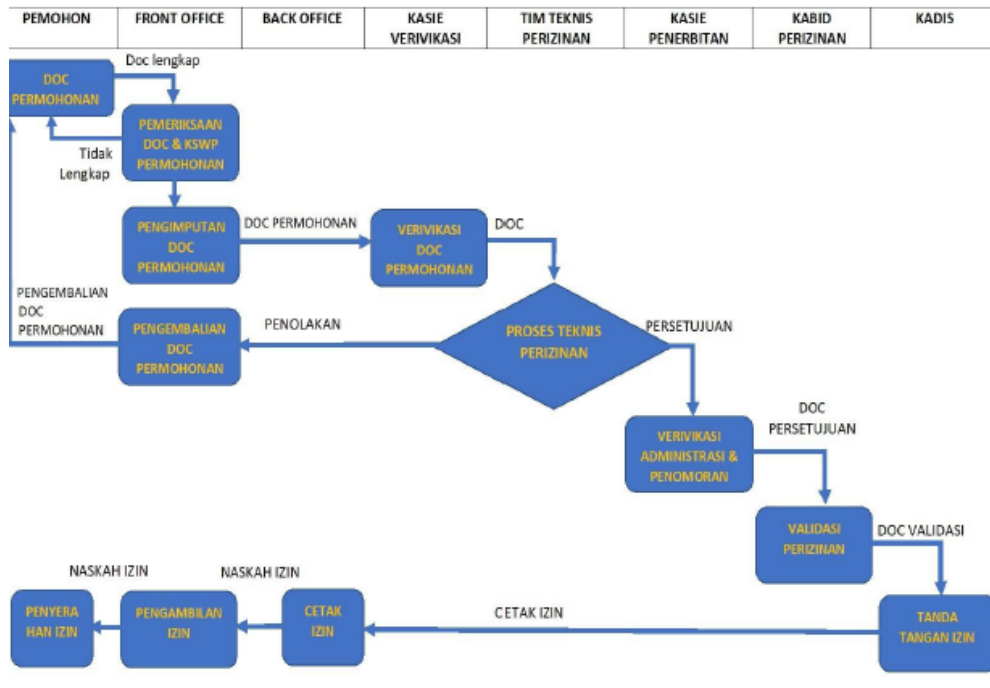 PEMOHON
FRONT OFFICE
BACK OFFICE
KASIE
VERIVIKASI
TIM TEKNIS
PERIZINAN
KASIE
PENERBITAN
KABID
PERIZINAN
KADIS
Doc lengkap
DOC
PERMOHONAN
PEMERIKSAAN
DOC & KSWP
PERMOHONAN
Tidak
Lengkap
PENGIMPUTAN
DOC
PERMOHONAN
DOC PERMOHONAN
VERIVIKASI
DOC
PERMOHONAN
DOC
PENGEMBALIAN
DOC
PERMOHONAN
PENGEMBALIAN
DOC
PERMOHONAN
PENOLAKAN
PROSES TEKNIS
PERIZINAN
PERSETUJUAN
VERIVIKASI
ADMINISTRASI &
PENOMORAN
DOC
PERSETUJUAN
VALIDASI
PERIZINAN
DOC VALIDASI
NASKAH IZIN
NASKAH IZIN
PENYERA
HAN IZIN
PENGAMBILAN
IZIN
CETAK
IZIN
CETAK IZIN
TANDA
TANGAN IZIN